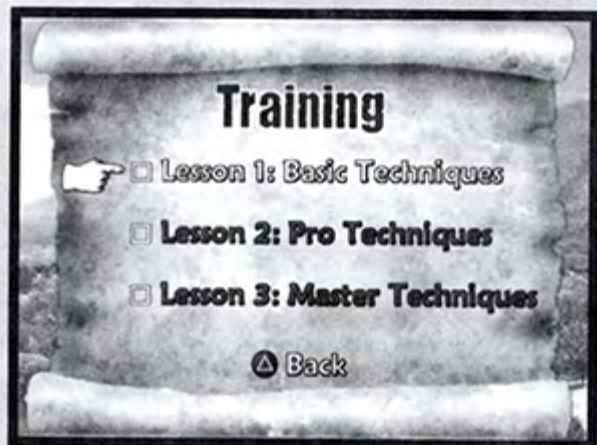 Training
Lesson 1: Basic Techniques
Lesson 2: Pro Techniques
Lesson 3: Master Techniques
Back